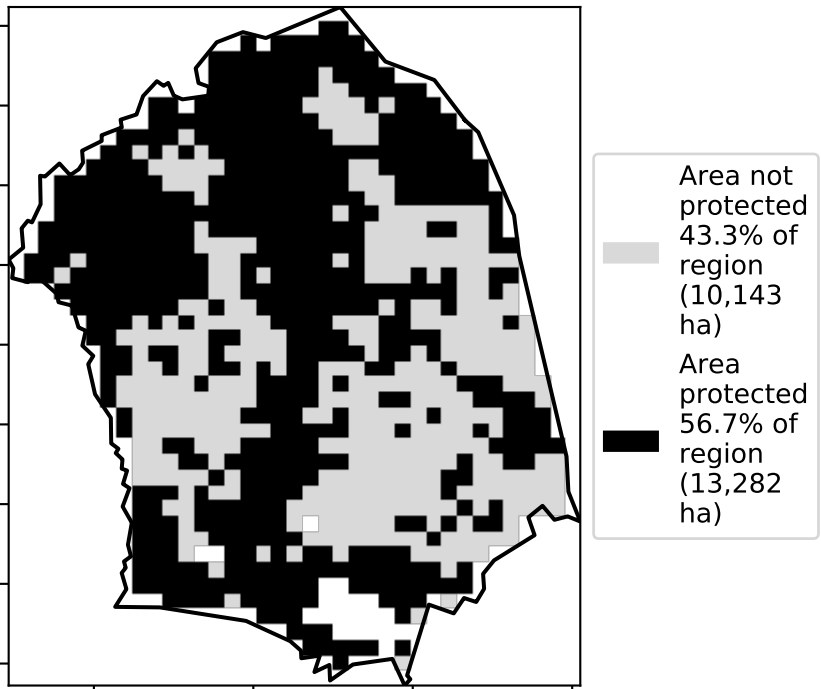 Area not
protected
43.3% of
region
(10,143
ha)
Area
protected
56.7% of
region
(13,282
ha)